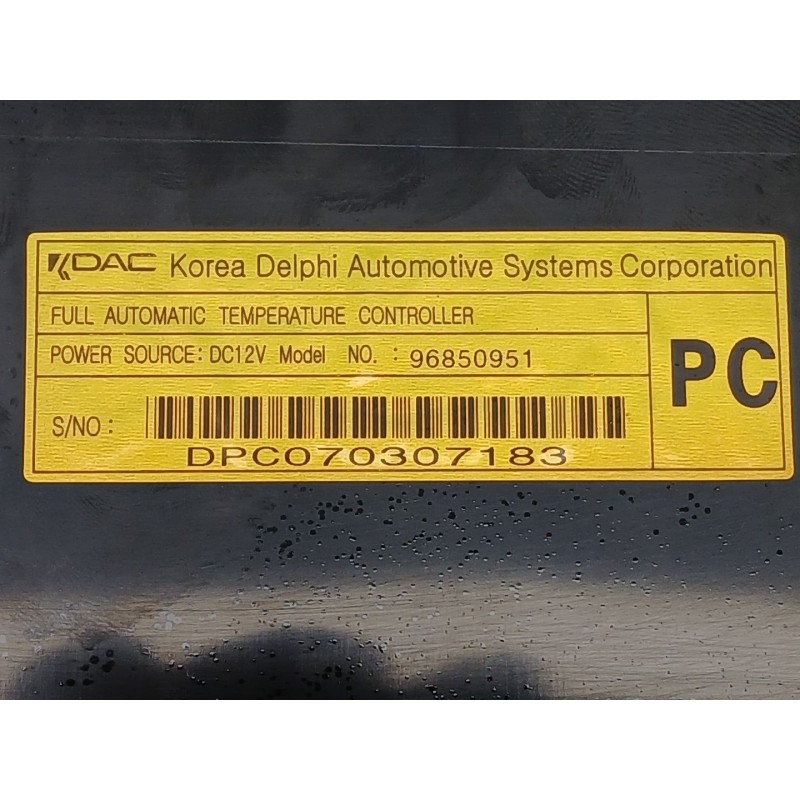 KDAC Korea Delphi Automotive Systems Corporation
FULL AUTOMATIC TEMPERATURE CONTROLLER
POWER SOURCE: DC12V Model NO. : 96850951
PC
S/NO :
DPC070307183